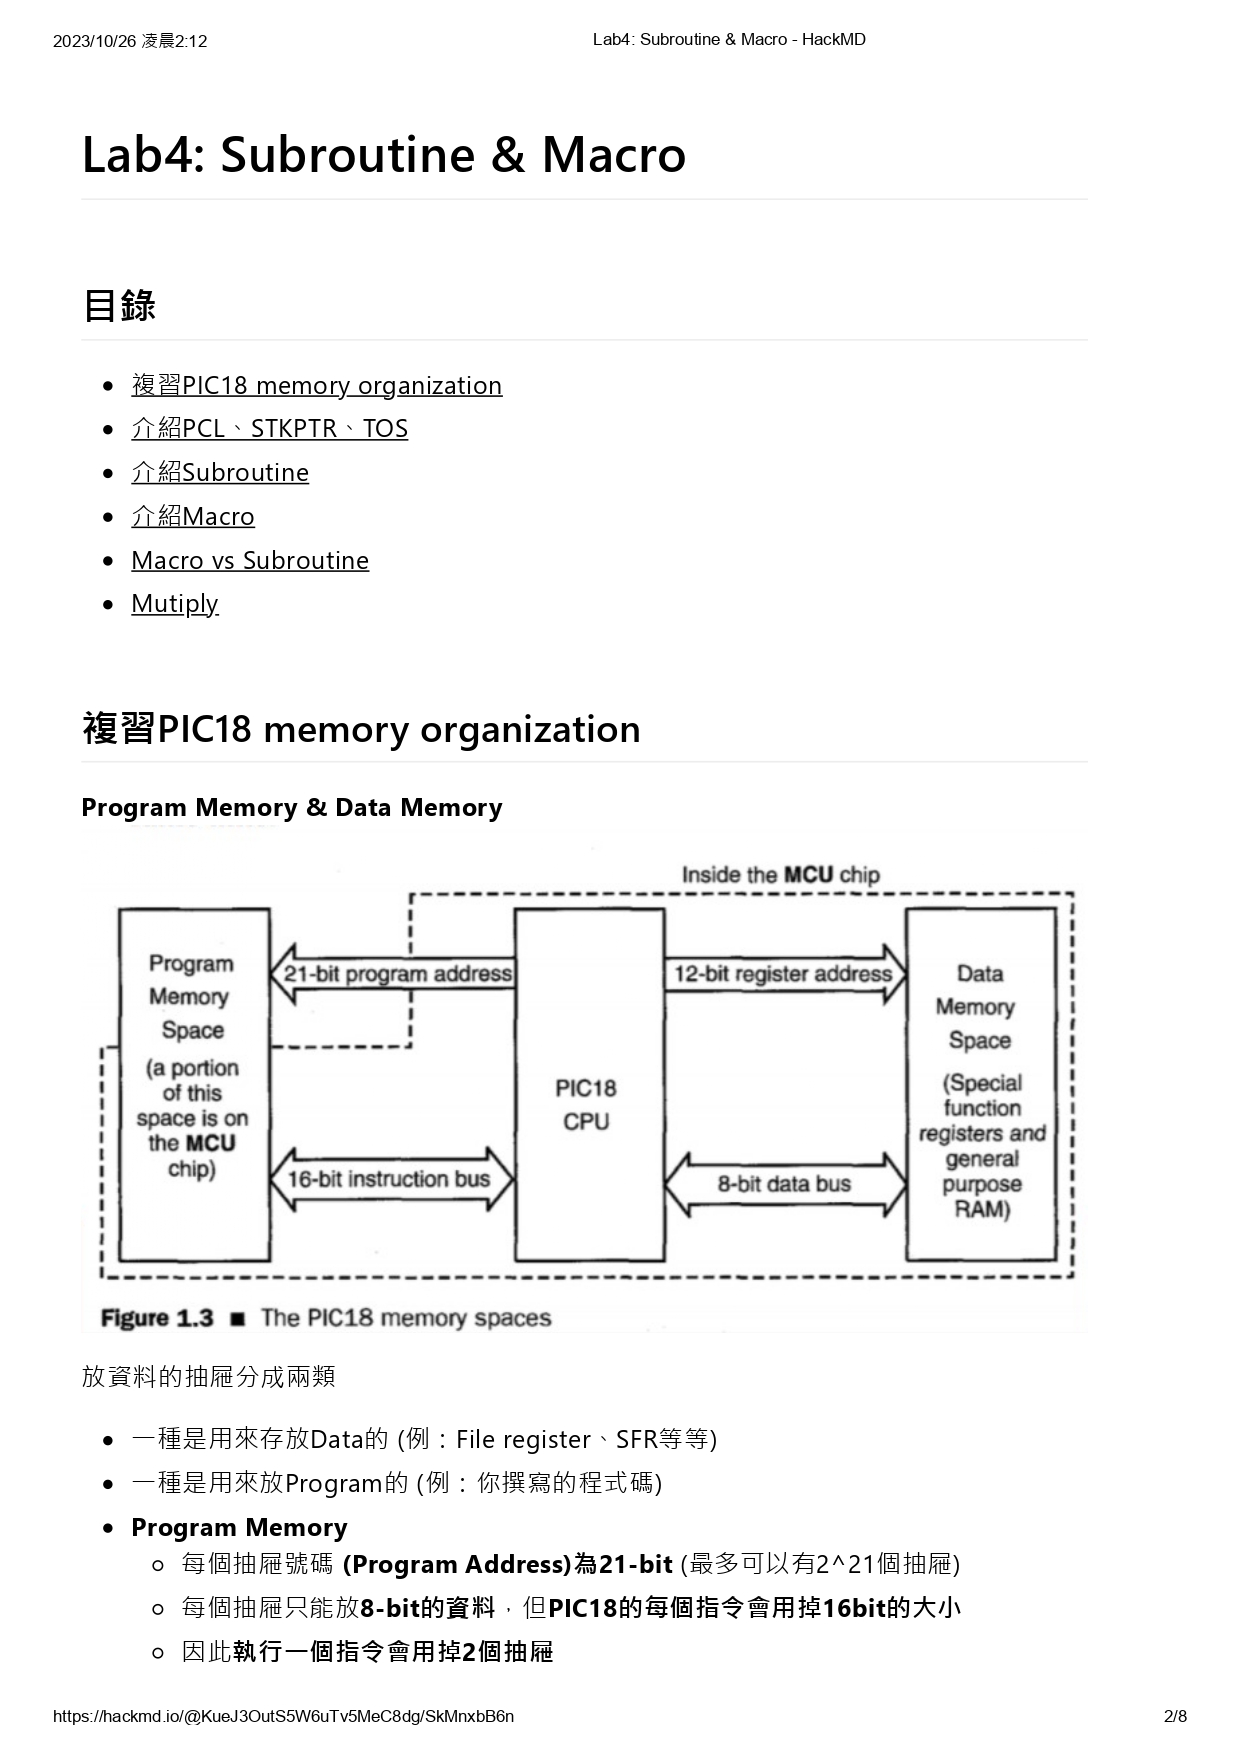 2023/10/26 凌晨2:12
Lab4: Subroutine & Macro - HackMD
Lab4: Subroutine & Macro
目錄
複習PIC18 memory organization
介紹PCL、STKPTR、TOS
介紹Subroutine
介紹Macro
Macro vs Subroutine
Mutiply
複習PIC18 memory organization
Program Memory & Data Memory
Inside the MCU chip
Program
Memory
Space
(a portion
of this
space is on
the MCU
chip)
21-bit program address
16-bit instruction bus
PIC18
CPU
12-bit register address
8-bit data bus
Data
Memory
Space
(Special
function
registers and
general
purpose
RAM)
Figure 1.3 ■ The PIC18 memory spaces
放資料的抽屜分成兩類
一種是用來存放Data的 (例：File register、SFR等等)
一種是用來放Program的 (例：你撰寫的程式碼)
Program Memory
每個抽屜號碼 (Program Address)為21-bit (最多可以有2^21個抽屜)
每個抽屜只能放8-bit的資料，但PIC18的每個指令會用掉16bit的大小
因此執行一個指令會用掉2個抽屜
https://hackmd.io/@KueJ3OutS5W6uTv5MeC8dg/SkMnxbB6n
2/8